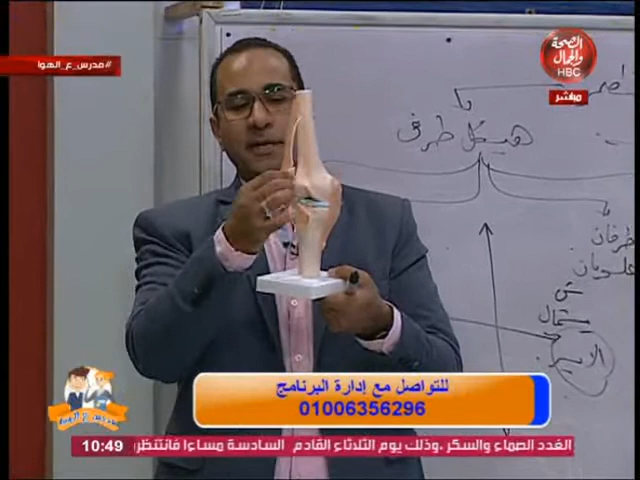 #مدرس_ع_الهوا
الصحة
والجمال
HBC
مباشر
هيكل طرفي
طرفان
علويان
للتواصل مع إدارة البرنامج
01006356296
10:49
الغدد الصماء والسكر ،وذلك يوم الثلاثاء القادم السادسة مساءا فانتظر